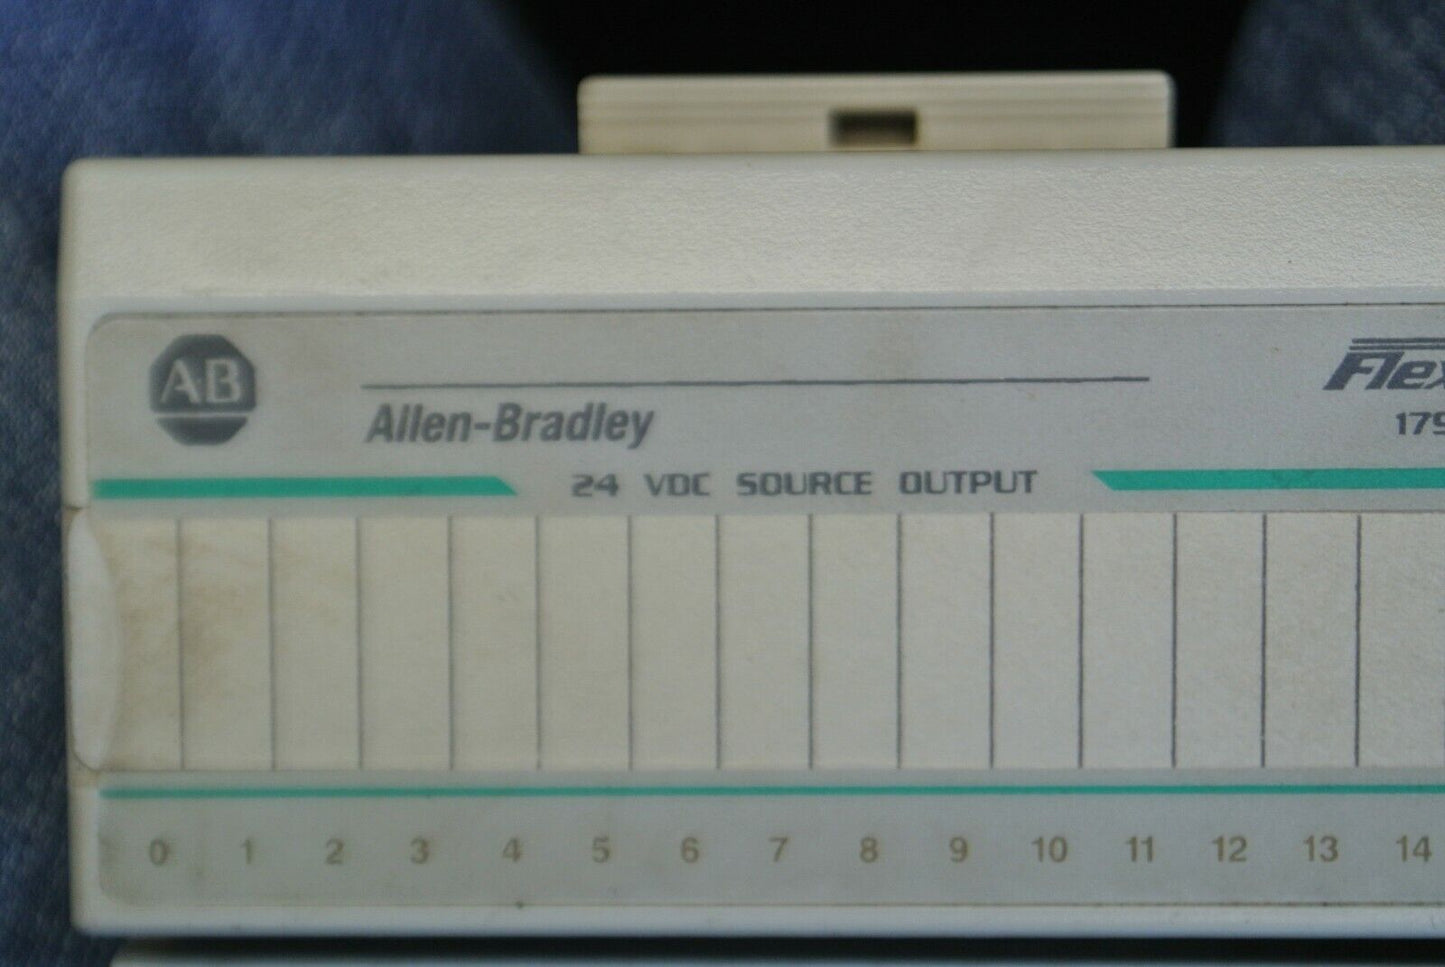 AB
Allen-Bradley
Flex
179
24 VDC SOURCE OUTPUT
0 1 2 3 4 5 6 7 8 9 10 11 12 13 14